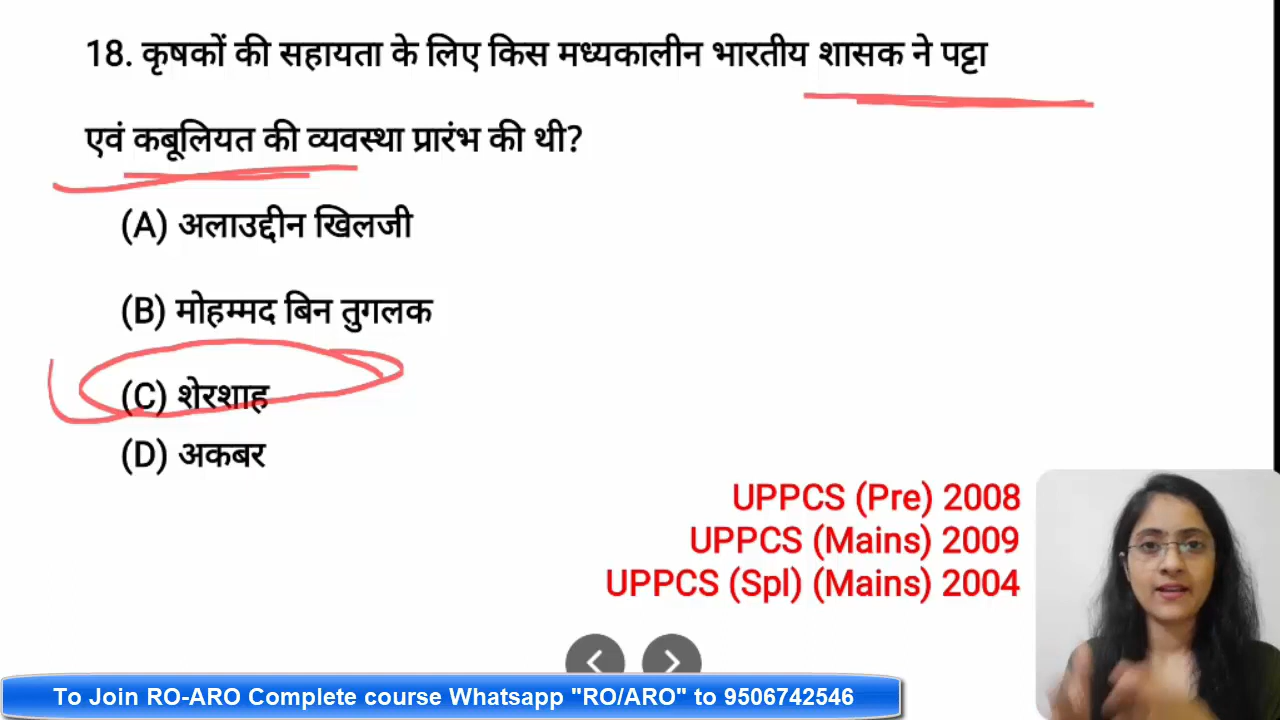 18. कृषकों की सहायता के लिए किस मध्यकालीन भारतीय शासक ने पट्टा
एवं कबूलियत की व्यवस्था प्रारंभ की थी?
(A) अलाउद्दीन खिलजी
(B) मोहम्मद बिन तुगलक
(C) शेरशाह
(D) अकबर
UPPCS (Pre) 2008
UPPCS (Mains) 2009
UPPCS (Spl) (Mains) 2004
To Join RO-ARO Complete course Whatsapp "RO/ARO" to 9506742546